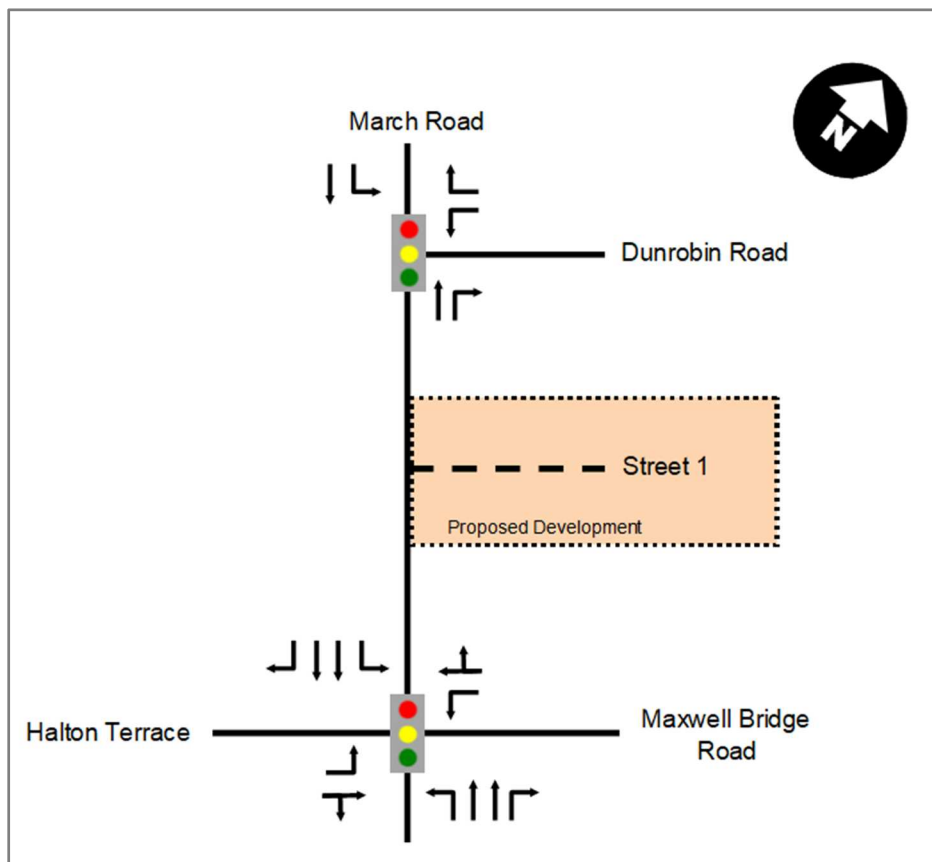 March Road
N
Dunrobin Road
Street 1
Proposed Development
Halton Terrace
Maxwell Bridge
Road